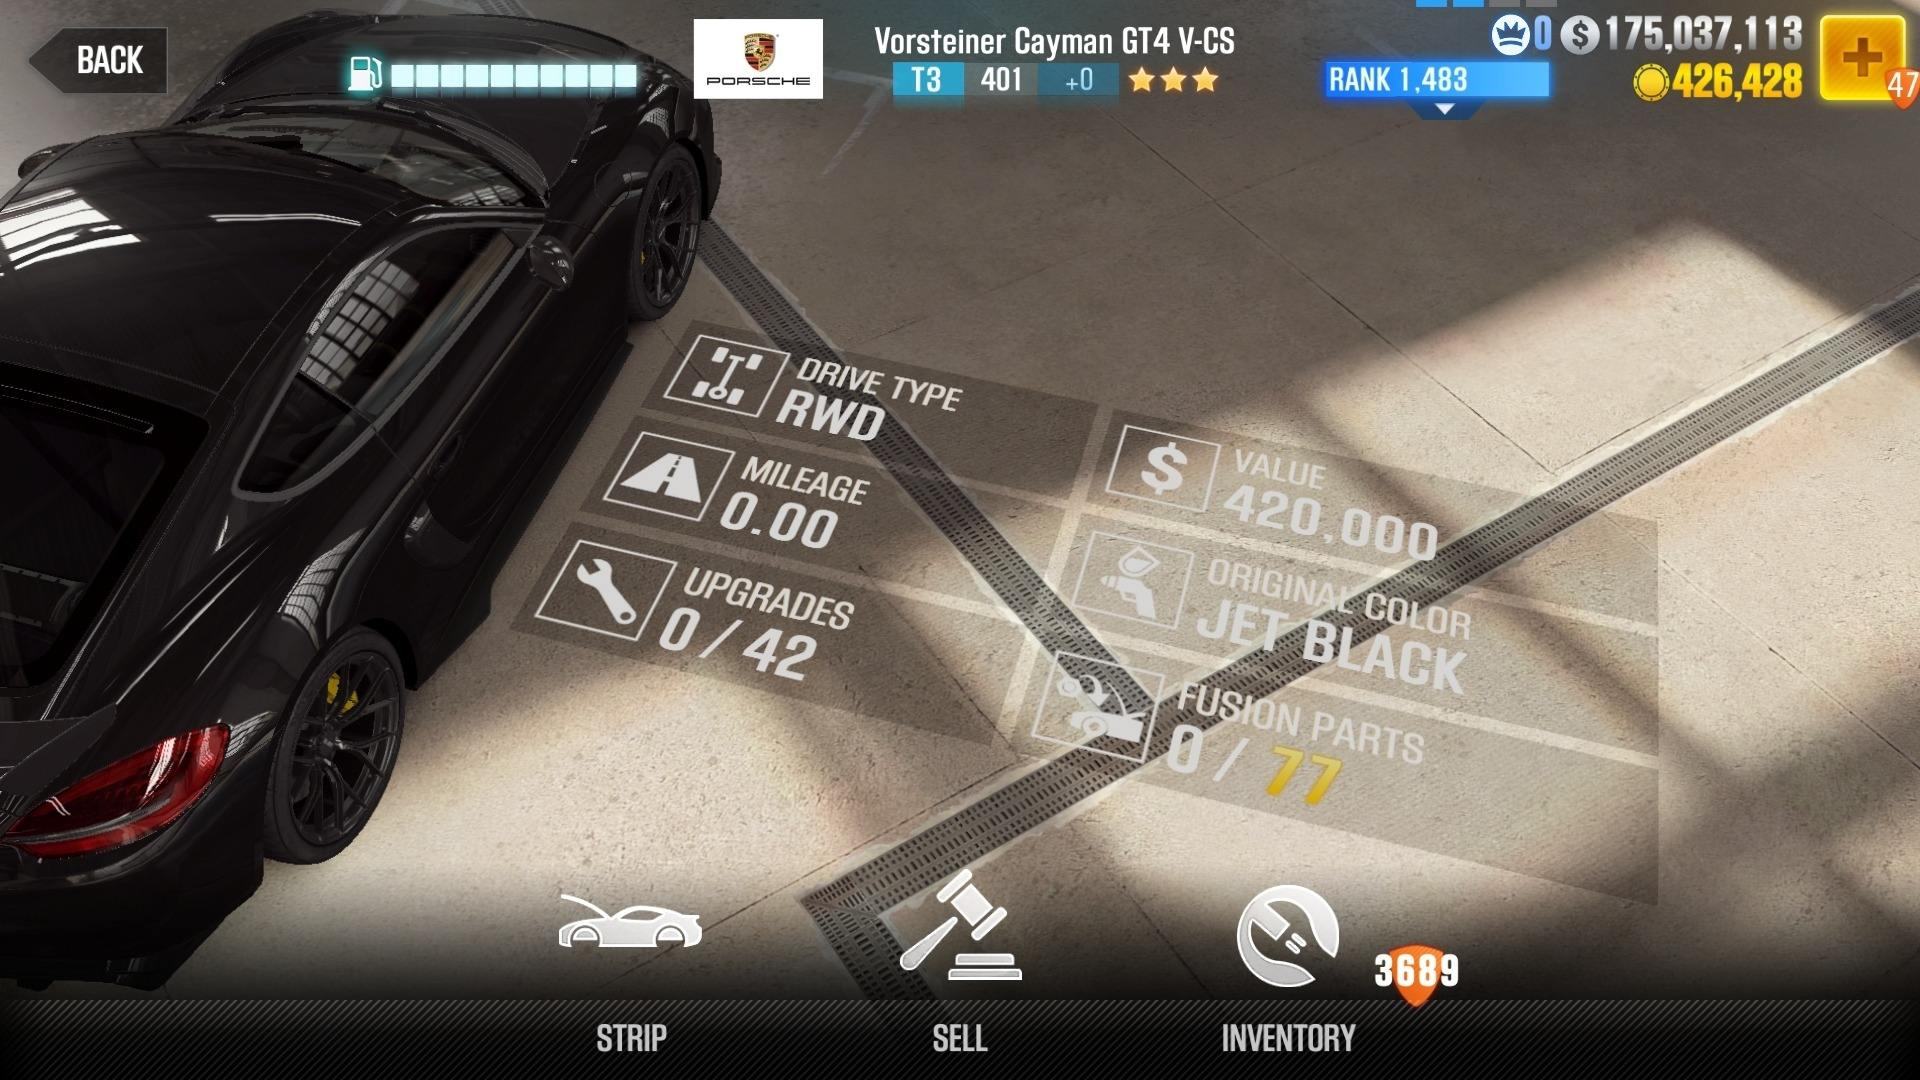 BACK
PORSCHE
Vorsteiner Cayman GT4 V-CS
T3 401 +0
RANK 1,483
0 $ 175,037,113
426,428
+
47
DRIVE TYPE
RWD
MILEAGE
0.00
UPGRADES
0 / 42
$ VALUE
420,000
ORIGINAL COLOR
JET BLACK
FUSION PARTS
0 / 77
3689
STRIP
SELL
INVENTORY